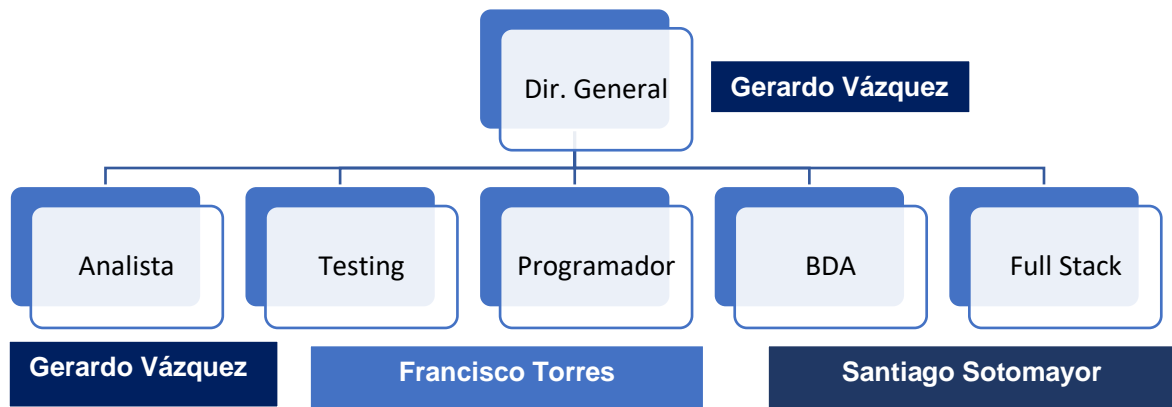 Dir. General
Gerardo Vázquez
Analista
Testing
Programador
BDA
Full Stack
Gerardo Vázquez
Francisco Torres
Santiago Sotomayor